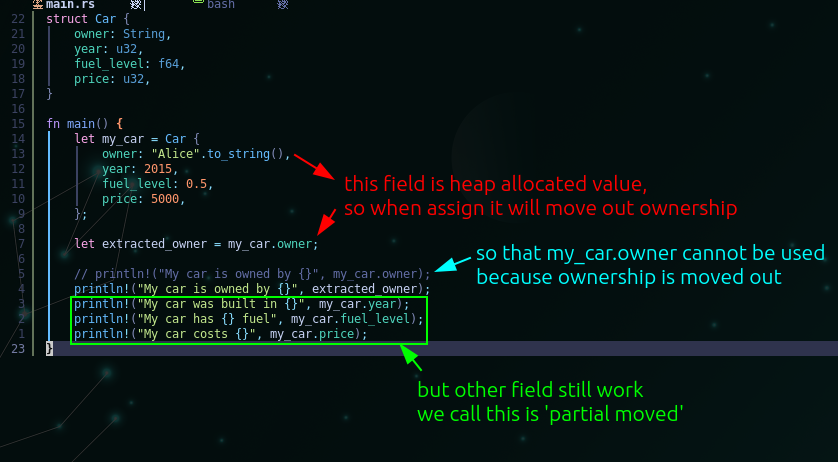 main.rs bash
22 struct Car {
21 owner: String,
20 year: u32,
19 fuel_level: f64,
18 price: u32,
17 }
16
15 fn main() {
14 let my_car = Car {
13 owner: "Alice".to_string(),
12 year: 2015,
11 fuel_level: 0.5,
10 price: 5000,
9 };
8
7 let extracted_owner = my_car.owner;
6
5 // println!("My car is owned by {}", my_car.owner);
4 println!("My car is owned by {}", extracted_owner);
3 println!("My car was built in {}", my_car.year);
2 println!("My car has {} fuel", my_car.fuel_level);
1 println!("My car costs {}", my_car.price);
23 }
this field is heap allocated value,
so when assign it will move out ownership
so that my_car.owner cannot be used
because ownership is moved out
but other field still work
we call this is 'partial moved'